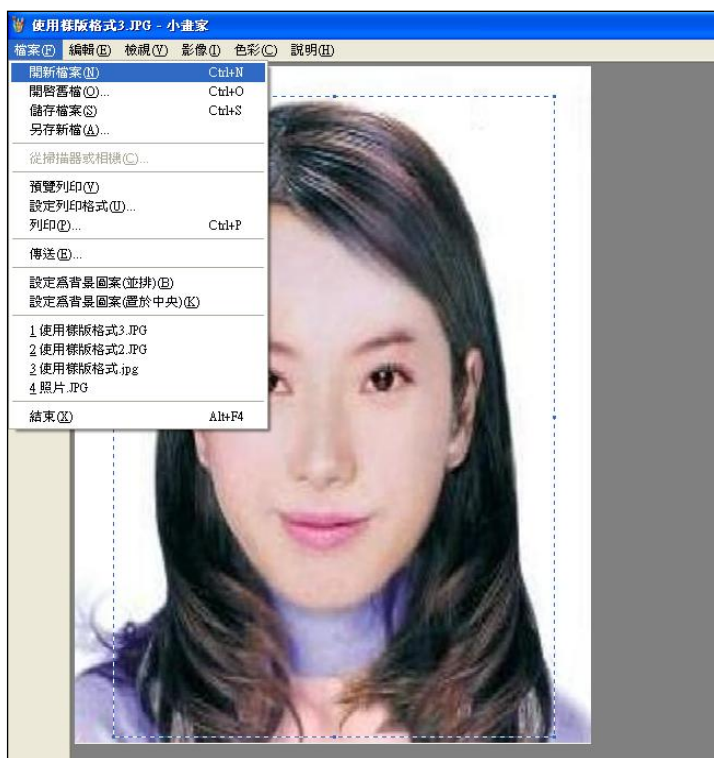 使用樣版格式3.JPG - 小畫家
檔案(F) 編輯(E) 檢視(V) 影像(I) 色彩(C) 說明(H)
開新檔案(N) Ctrl+N
開啓舊檔(O)... Ctrl+O
儲存檔案(S) Ctrl+S
另存新檔(A)...
從掃描器或相機(C)...
預覽列印(V)
設定列印格式(U)...
列印(P)... Ctrl+P
傳送(E)...
設定爲背景圖案(並排)(B)
設定爲背景圖案(置於中央)(K)
1 使用樣版格式3.JPG
2 使用樣版格式2.JPG
3 使用樣版格式.jpg
4 照片.JPG
結束(X) Alt+F4